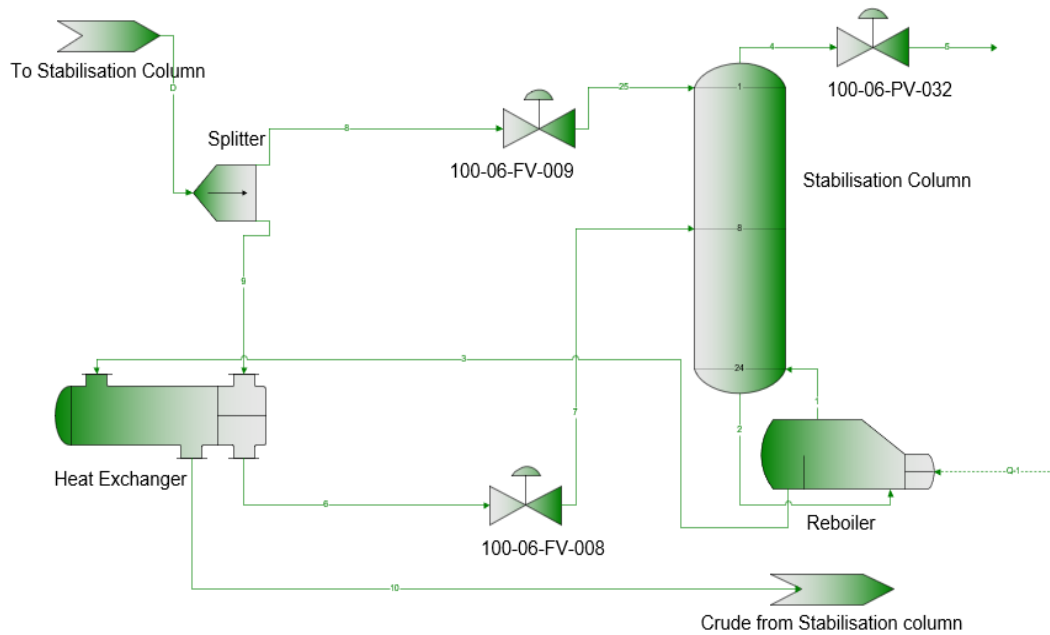 4
5
To Stabilisation Column
100-06-PV-032
D
25
1
Splitter
8
100-06-FV-009
Stabilisation Column
8
9
3
24
7
1
2
Heat Exchanger
Q-1
6
Reboiler
100-06-FV-008
10
Crude from Stabilisation column